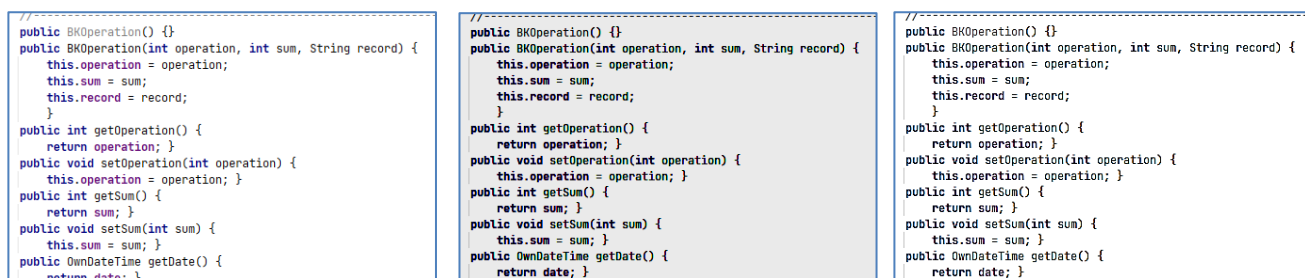 //------------------------------------------------
public BKOperation() {}
public BKOperation(int operation, int sum, String record) {
    this.operation = operation;
    this.sum = sum;
    this.record = record;
    }
public int getOperation() {
    return operation; }
public void setOperation(int operation) {
    this.operation = operation; }
public int getSum() {
    return sum; }
public void setSum(int sum) {
    this.sum = sum; }
public OwnDateTime getDate() {
    return date; }
//------------------------------------------------
public BKOperation() {}
public BKOperation(int operation, int sum, String record) {
    this.operation = operation;
    this.sum = sum;
    this.record = record;
    }
public int getOperation() {
    return operation; }
public void setOperation(int operation) {
    this.operation = operation; }
public int getSum() {
    return sum; }
public void setSum(int sum) {
    this.sum = sum; }
public OwnDateTime getDate() {
    return date; }
//------------------------------------------------
public BKOperation() {}
public BKOperation(int operation, int sum, String record) {
    this.operation = operation;
    this.sum = sum;
    this.record = record;
    }
public int getOperation() {
    return operation; }
public void setOperation(int operation) {
    this.operation = operation; }
public int getSum() {
    return sum; }
public void setSum(int sum) {
    this.sum = sum; }
public OwnDateTime getDate() {
    return date; }